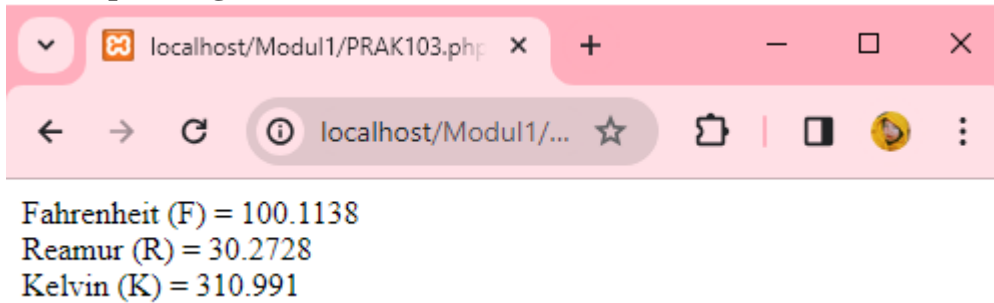 localhost/Modul1/PRAK103.php
localhost/Modul1/...
Fahrenheit (F) = 100.1138
Reamur (R) = 30.2728
Kelvin (K) = 310.991